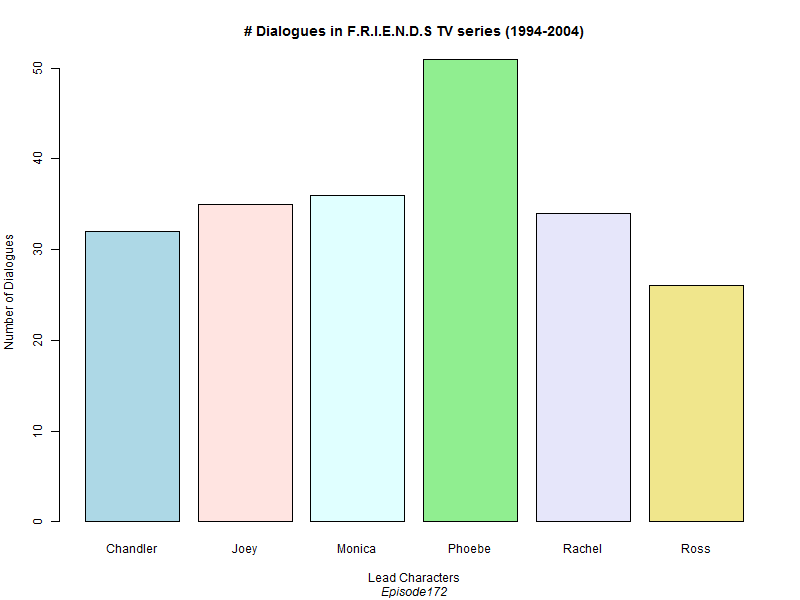 # Dialogues in F.R.I.E.N.D.S TV series (1994-2004)
Number of Dialogues
50
40
30
20
10
0
Chandler Joey Monica Phoebe Rachel Ross
Lead Characters
Episode172